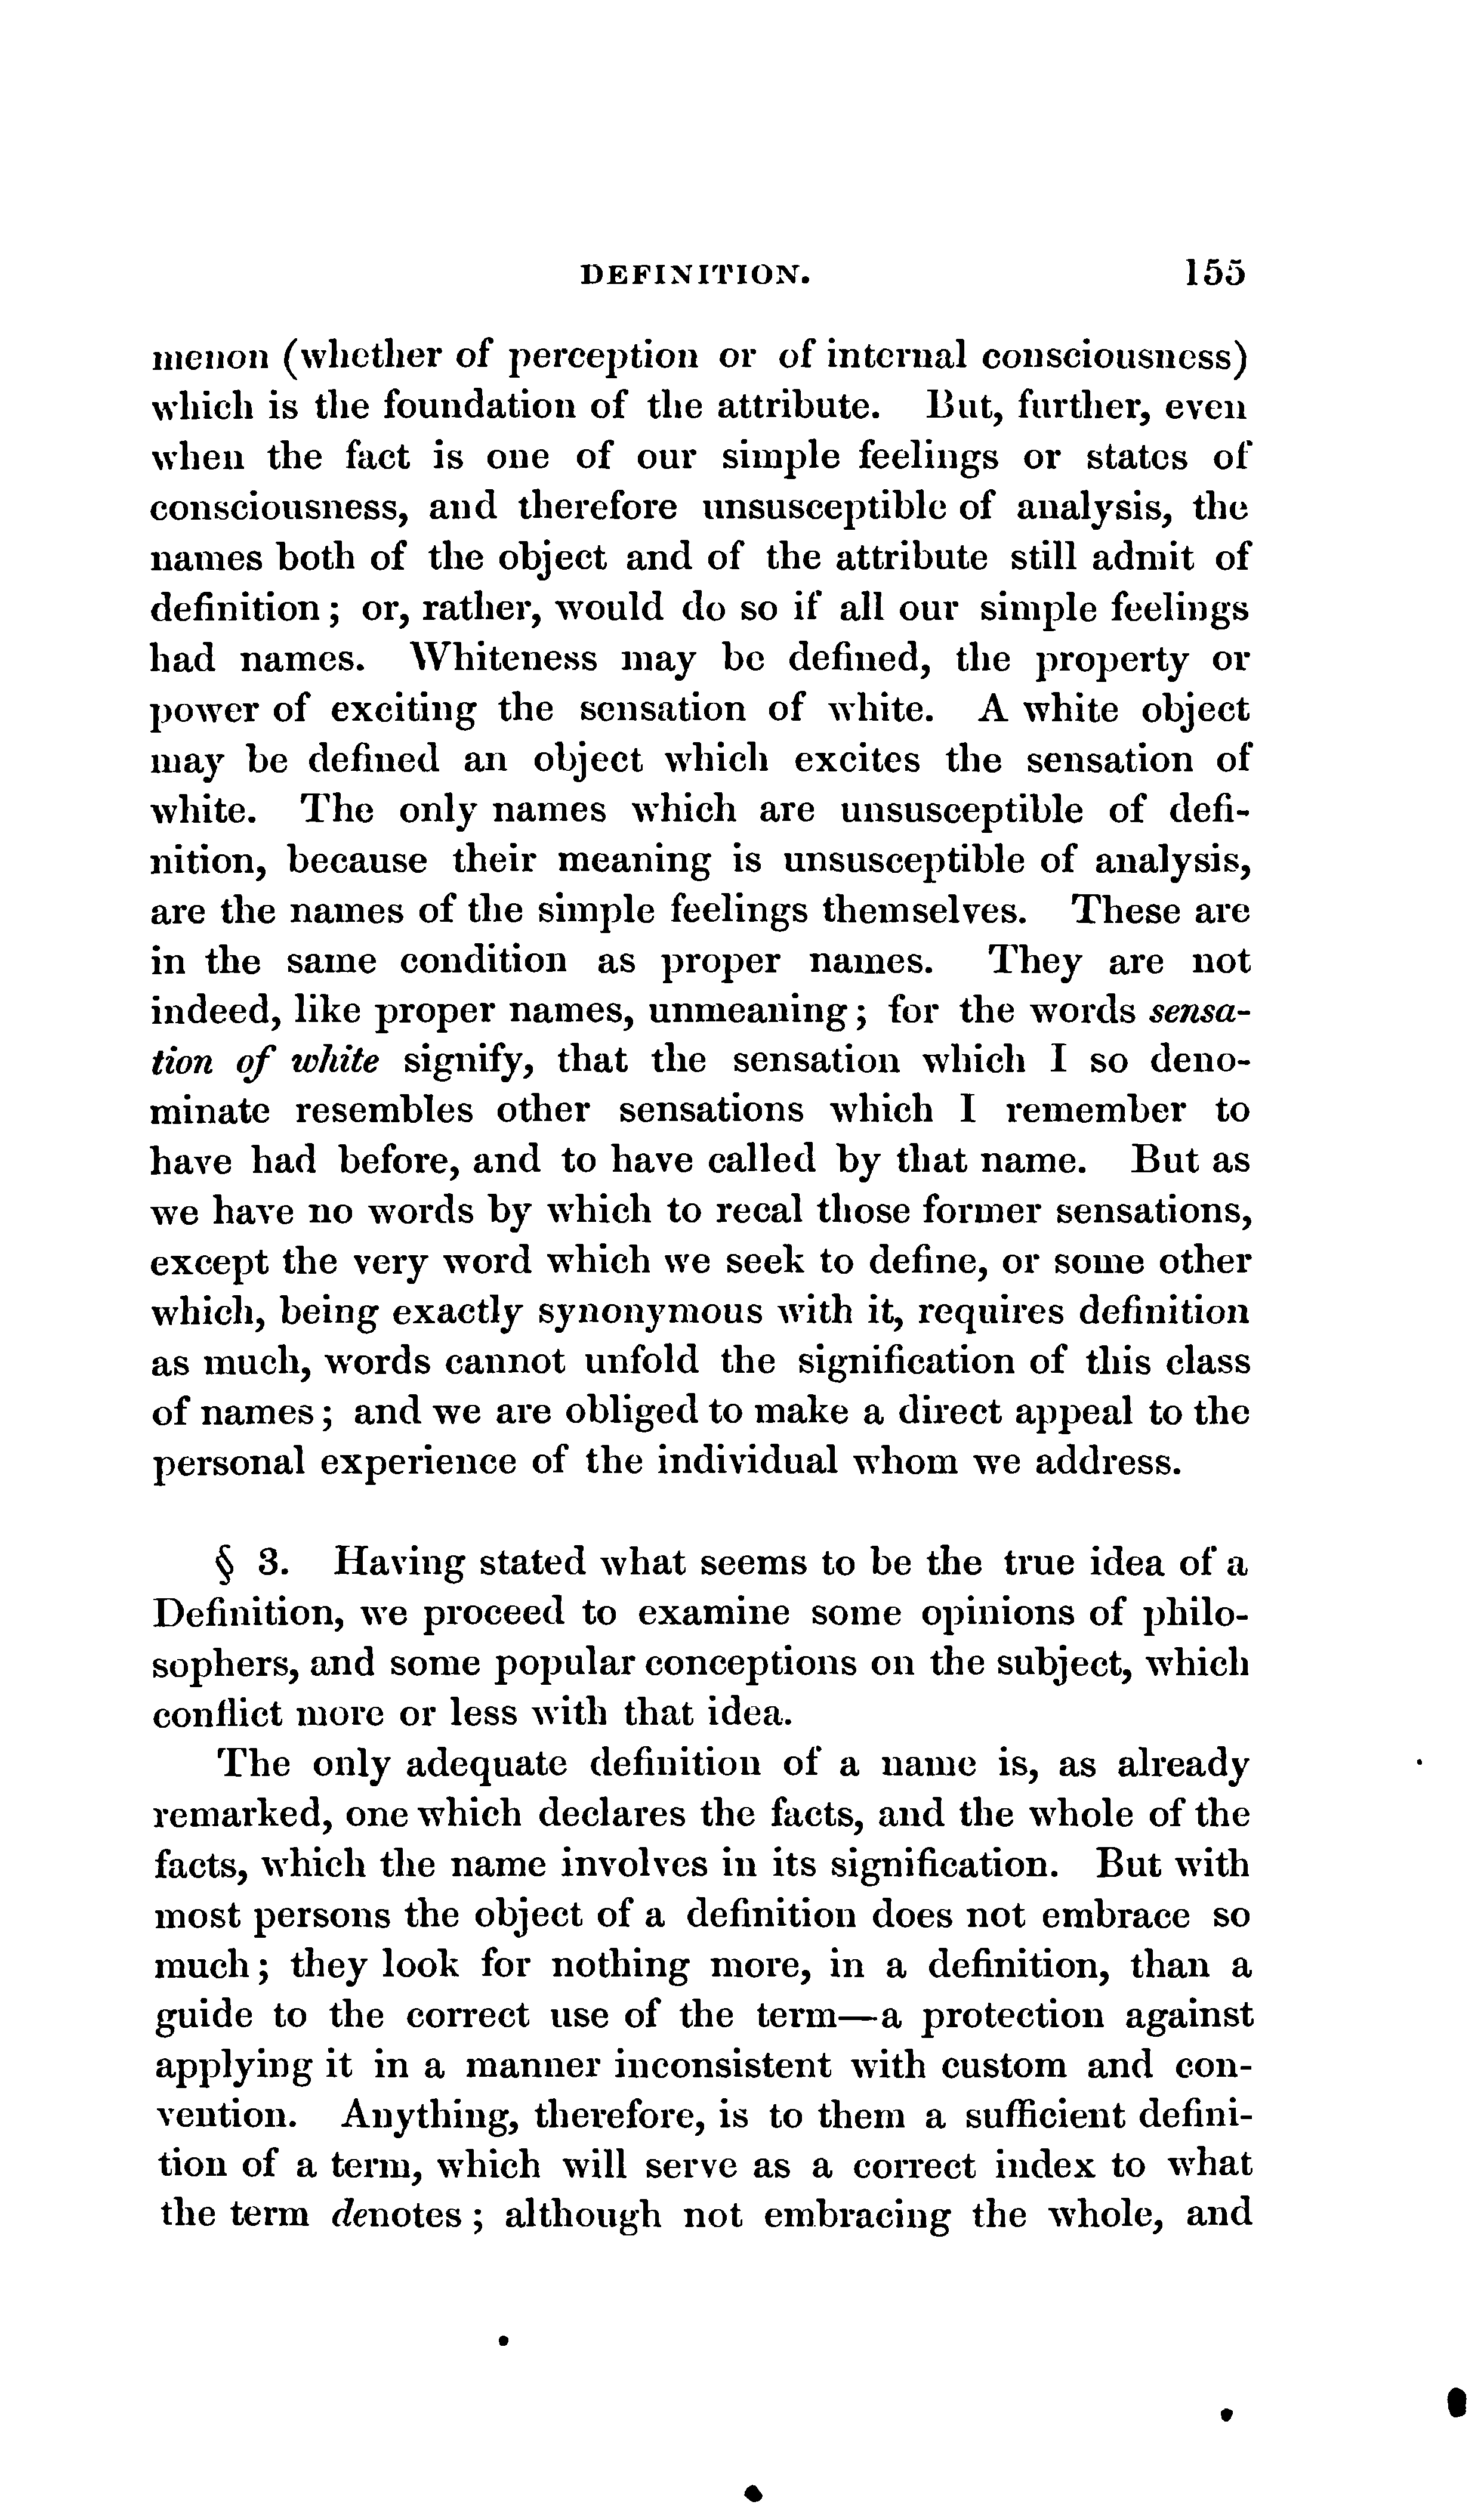 DEFINITION. 155
menon (whether of perception or of internal consciousness)
which is the foundation of the attribute. But, further, even
when the fact is one of our simple feelings or states of
consciousness, and therefore unsusceptible of analysis, the
names both of the object and of the attribute still admit of
definition; or, rather, would do so if all our simple feelings
had names. Whiteness may be defined, the property or
power of exciting the sensation of white. A white object
may be defined an object which excites the sensation of
white. The only names which are unsusceptible of defi-
nition, because their meaning is unsusceptible of analysis,
are the names of the simple feelings themselves. These are
in the same condition as proper names. They are not
indeed, like proper names, unmeaning; for the words sensa-
tion of white signify, that the sensation which I so deno-
minate resembles other sensations which I remember to
have had before, and to have called by that name. But as
we have no words by which to recal those former sensations,
except the very word which we seek to define, or some other
which, being exactly synonymous with it, requires definition
as much, words cannot unfold the signification of this class
of names; and we are obliged to make a direct appeal to the
personal experience of the individual whom we address.
§ 3. Having stated what seems to be the true idea of a
Definition, we proceed to examine some opinions of philo-
sophers, and some popular conceptions on the subject, which
conflict more or less with that idea.
The only adequate definition of a name is, as already
remarked, one which declares the facts, and the whole of the
facts, which the name involves in its signification. But with
most persons the object of a definition does not embrace so
much; they look for nothing more, in a definition, than a
guide to the correct use of the term—a protection against
applying it in a manner inconsistent with custom and con-
vention. Anything, therefore, is to them a sufficient defini-
tion of a term, which will serve as a correct index to what
the term denotes; although not embracing the whole, and